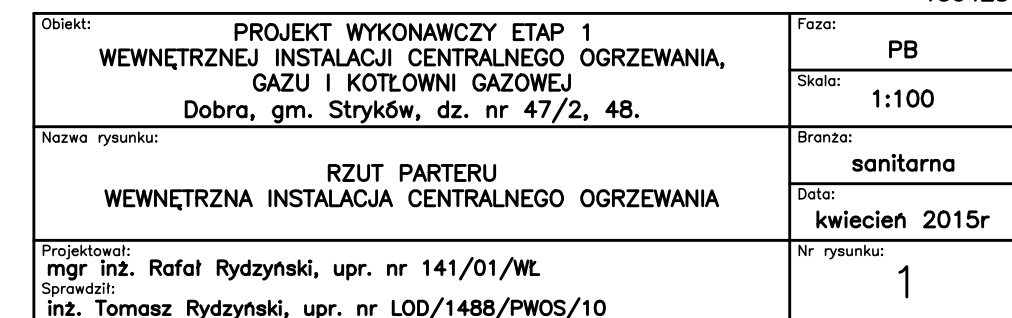 Obiekt:
PROJEKT WYKONAWCZY ETAP 1
WEWNĘTRZNEJ INSTALACJI CENTRALNEGO OGRZEWANIA,
GAZU I KOTŁOWNI GAZOWEJ
Dobra, gm. Stryków, dz. nr 47/2, 48.
Faza:
PB
Skala:
1:100
Nazwa rysunku:
RZUT PARTERU
WEWNĘTRZNA INSTALACJA CENTRALNEGO OGRZEWANIA
Branża:
sanitarna
Data:
kwiecień 2015r
Projektował:
mgr inż. Rafał Rydzyński, upr. nr 141/01/WŁ
Sprawdził:
inż. Tomasz Rydzyński, upr. nr LOD/1488/PWOS/10
Nr rysunku:
1